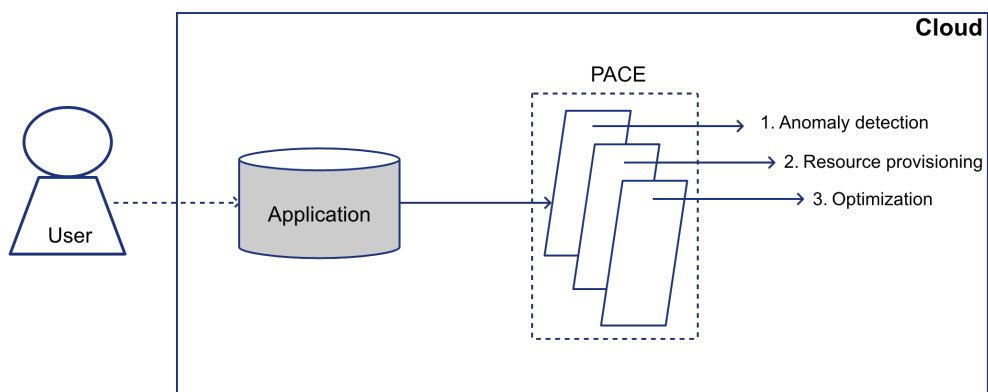 Cloud
PACE
1. Anomaly detection
2. Resource provisioning
3. Optimization
Application
User